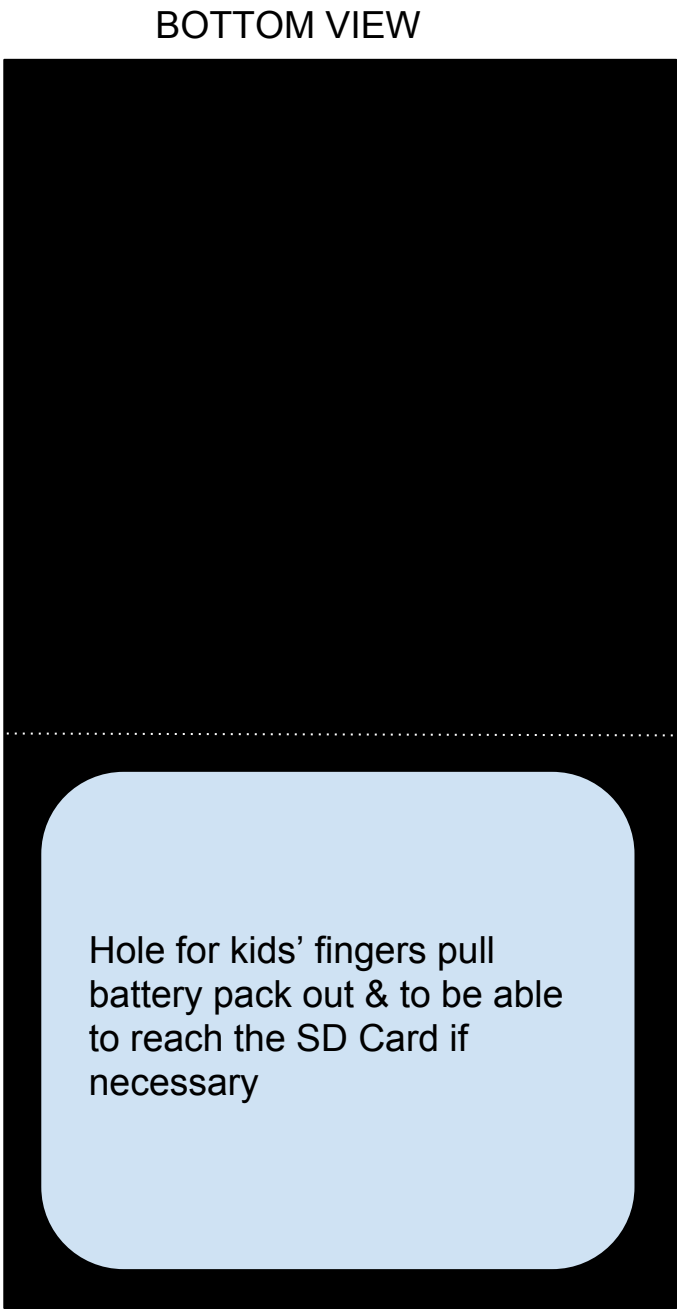 BOTTOM VIEW
Hole for kids’ fingers pull
battery pack out & to be able
to reach the SD Card if
necessary